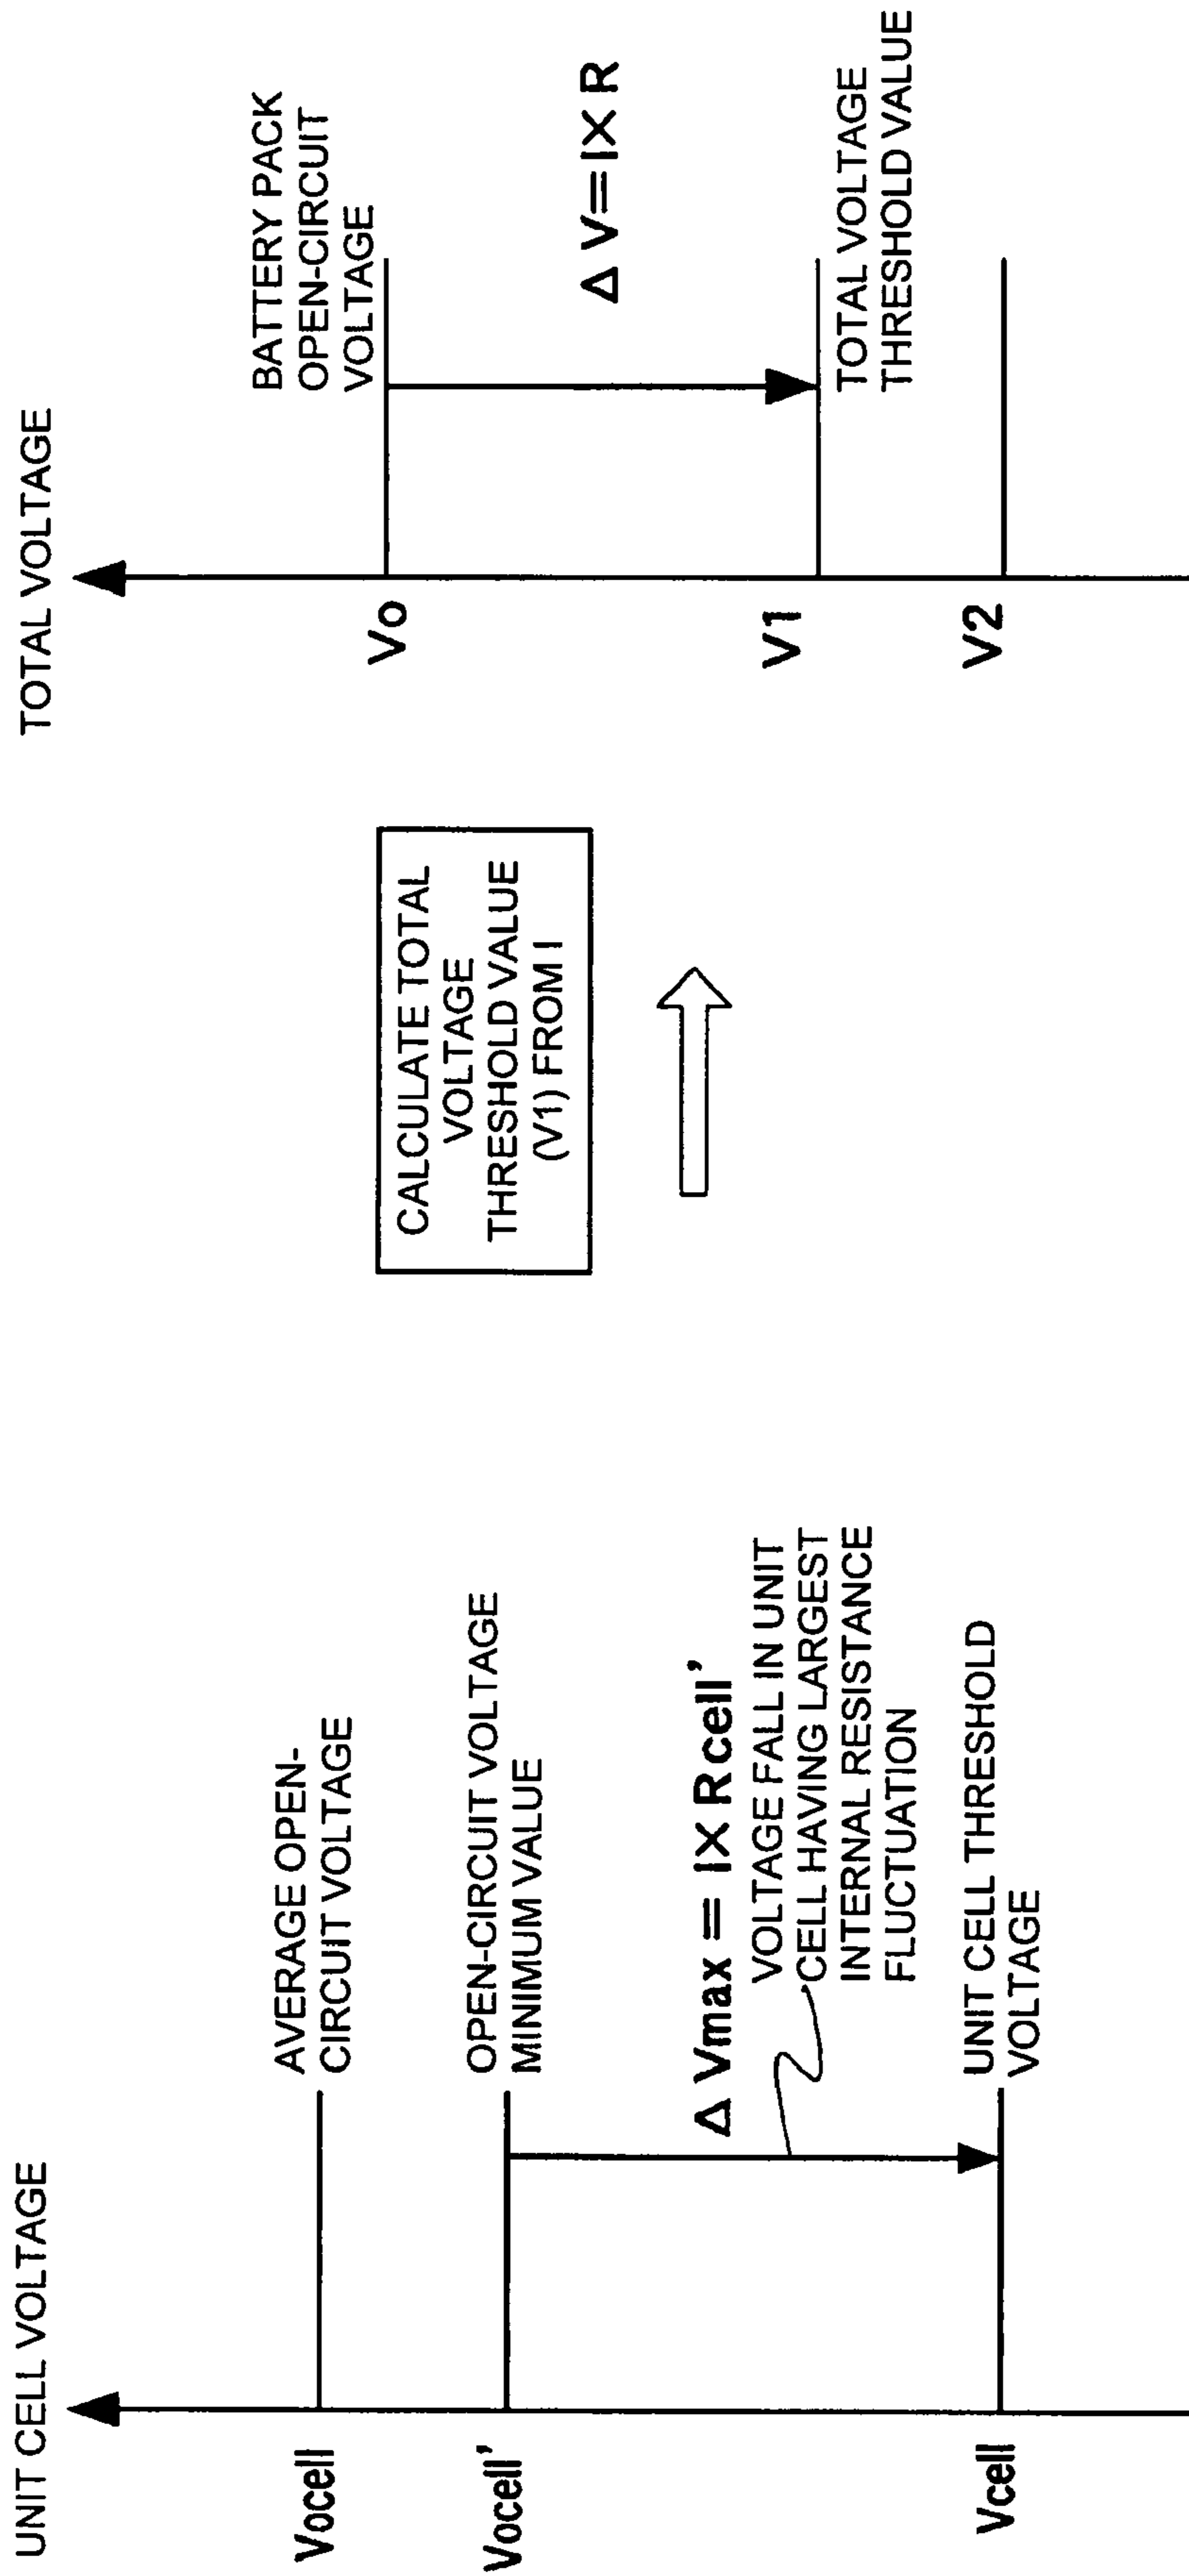 UNIT CELL VOLTAGE
Vocell
AVERAGE OPEN-
CIRCUIT VOLTAGE
Vocell'
OPEN-CIRCUIT VOLTAGE
MINIMUM VALUE
Δ Vmax = I× Rcell'
VOLTAGE FALL IN UNIT
CELL HAVING LARGEST
INTERNAL RESISTANCE
FLUCTUATION
Vcell
UNIT CELL THRESHOLD
VOLTAGE
CALCULATE TOTAL
VOLTAGE
THRESHOLD VALUE
(V1) FROM I
TOTAL VOLTAGE
Vo
BATTERY PACK
OPEN-CIRCUIT
VOLTAGE
Δ V=I× R
V1
TOTAL VOLTAGE
THRESHOLD VALUE
V2